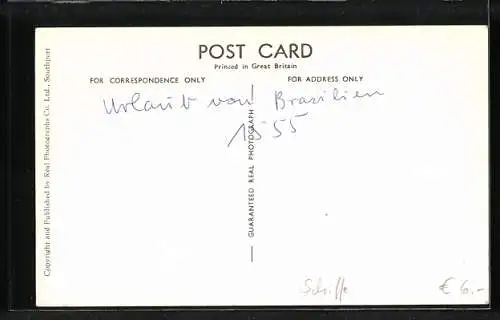 POST CARD
Printed in Great Britain
FOR CORRESPONDENCE ONLY
FOR ADDRESS ONLY
Urlaub von Brasilien
1555
Copyright and Published by Real Photographs Co. Ltd., Southport
GUARANTEED REAL PHOTOGRAPH
Schiffe
€ 6.-